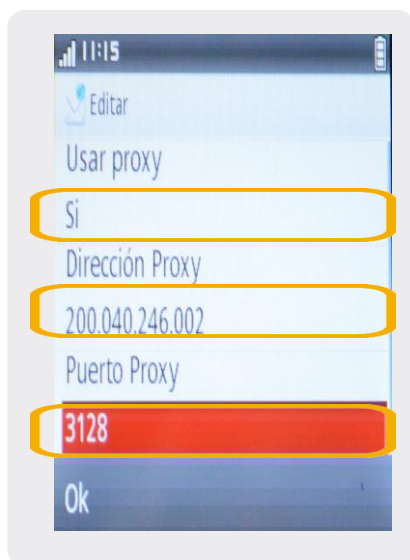 11:15
Editar
Usar proxy
Si
Dirección Proxy
200.040.246.002
Puerto Proxy
3128
Ok